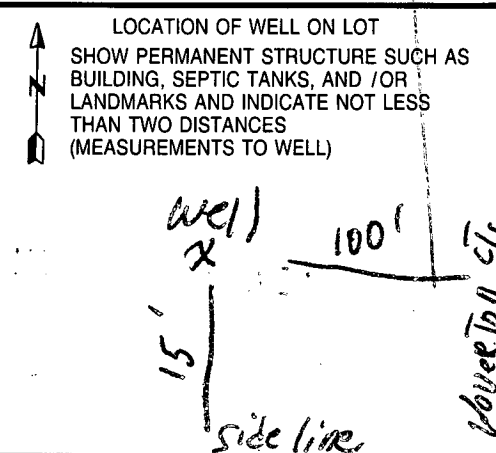 LOCATION OF WELL ON LOT
SHOW PERMANENT STRUCTURE SUCH AS
BUILDING, SEPTIC TANKS, AND /OR
LANDMARKS AND INDICATE NOT LESS
THAN TWO DISTANCES
(MEASUREMENTS TO WELL)
N
well
X
100'
15'
side line